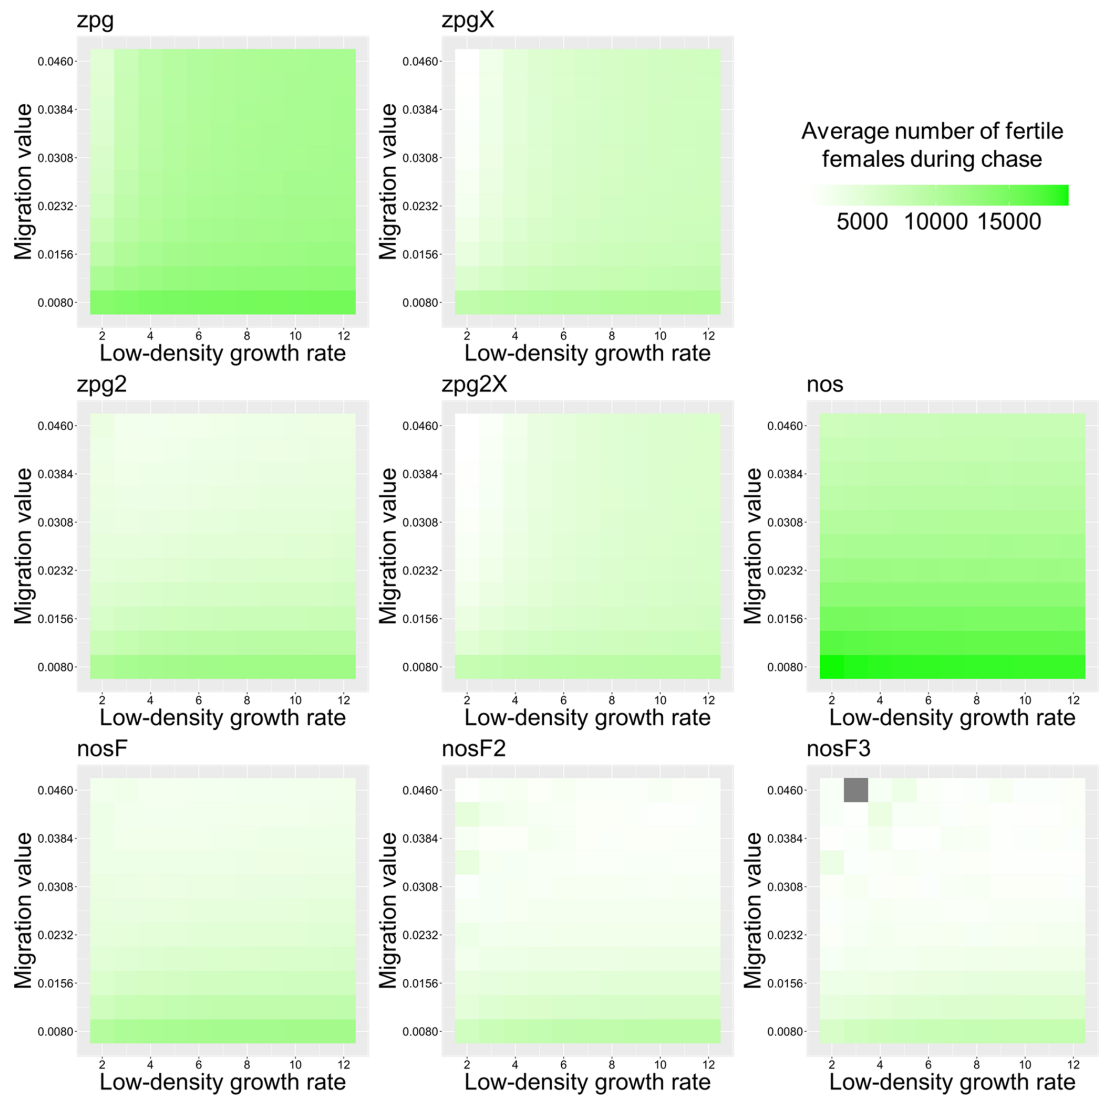 zpg
zpgX
Average number of fertile
females during chase
5000 10000 15000
Migration value
0.0460
0.0384
0.0308
0.0232
0.0156
0.0080
2 4 6 8 10 12
Low-density growth rate
Migration value
0.0460
0.0384
0.0308
0.0232
0.0156
0.0080
2 4 6 8 10 12
Low-density growth rate
zpg2
Migration value
0.0460
0.0384
0.0308
0.0232
0.0156
0.0080
2 4 6 8 10 12
Low-density growth rate
zpg2X
Migration value
0.0460
0.0384
0.0308
0.0232
0.0156
0.0080
2 4 6 8 10 12
Low-density growth rate
nos
Migration value
0.0460
0.0384
0.0308
0.0232
0.0156
0.0080
2 4 6 8 10 12
Low-density growth rate
nosF
Migration value
0.0460
0.0384
0.0308
0.0232
0.0156
0.0080
2 4 6 8 10 12
Low-density growth rate
nosF2
Migration value
0.0460
0.0384
0.0308
0.0232
0.0156
0.0080
2 4 6 8 10 12
Low-density growth rate
nosF3
Migration value
0.0460
0.0384
0.0308
0.0232
0.0156
0.0080
2 4 6 8 10 12
Low-density growth rate